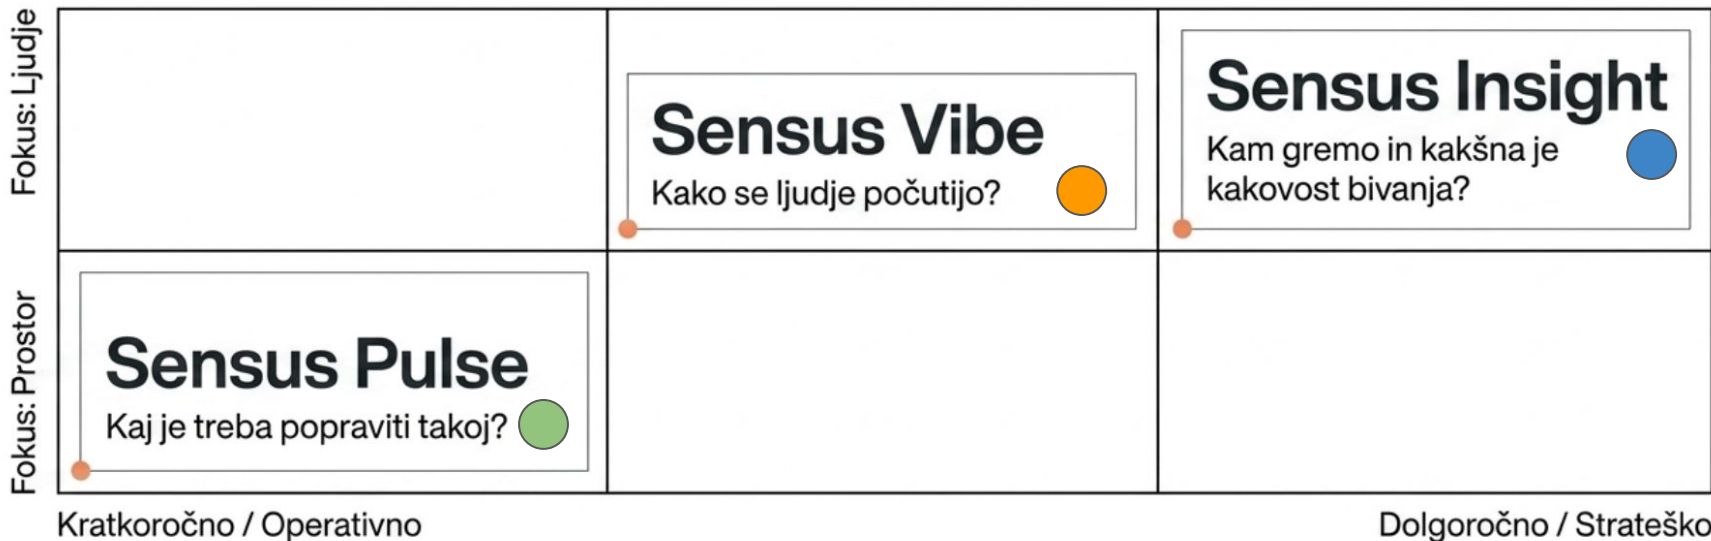 Fokus: Ljudje
Sensus Vibe
Kako se ljudje počutijo?
Sensus Insight
Kam gremo in kakšna je
kakovost bivanja?
Fokus: Prostor
Sensus Pulse
Kaj je treba popraviti takoj?
Kratkoročno / Operativno
Dolgoročno / Strateško